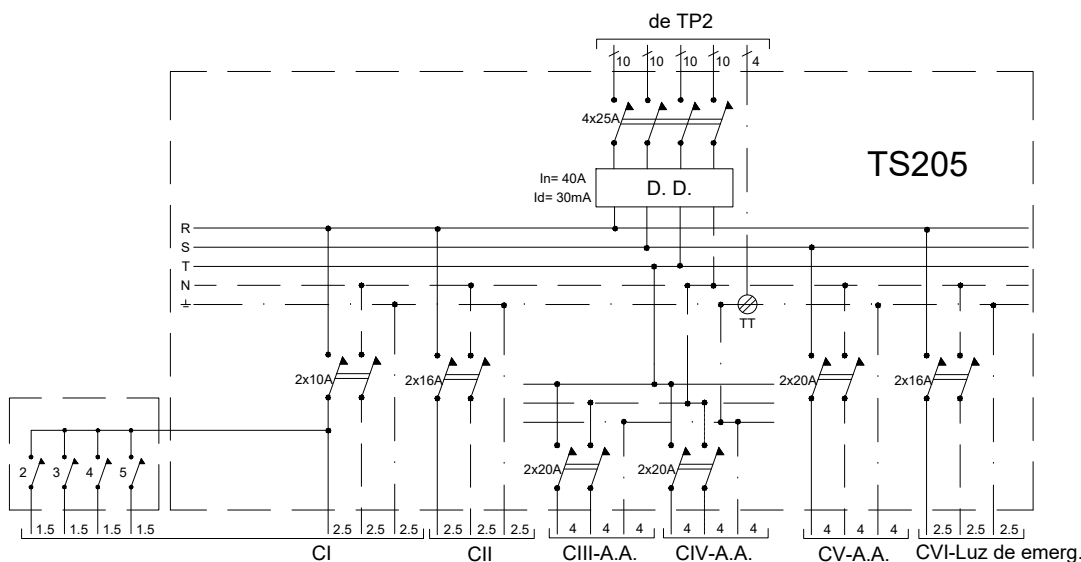 de TP2
10 10 10 10 4
4x25A
TS205
In= 40A
Id= 30mA
D. D.
R
S
T
N
TT
2x10A 2x16A 2x20A 2x16A
2x20A 2x20A
2 3 4 5
1.5 1.5 1.5 1.5 2.5 2.5 2.5 2.5 2.5 2.5 4 4 4 4 4 4 4 4 4 2.5 2.5 2.5
CI CII CIII-A.A. CIV-A.A. CV-A.A. CVI-Luz de emerg.